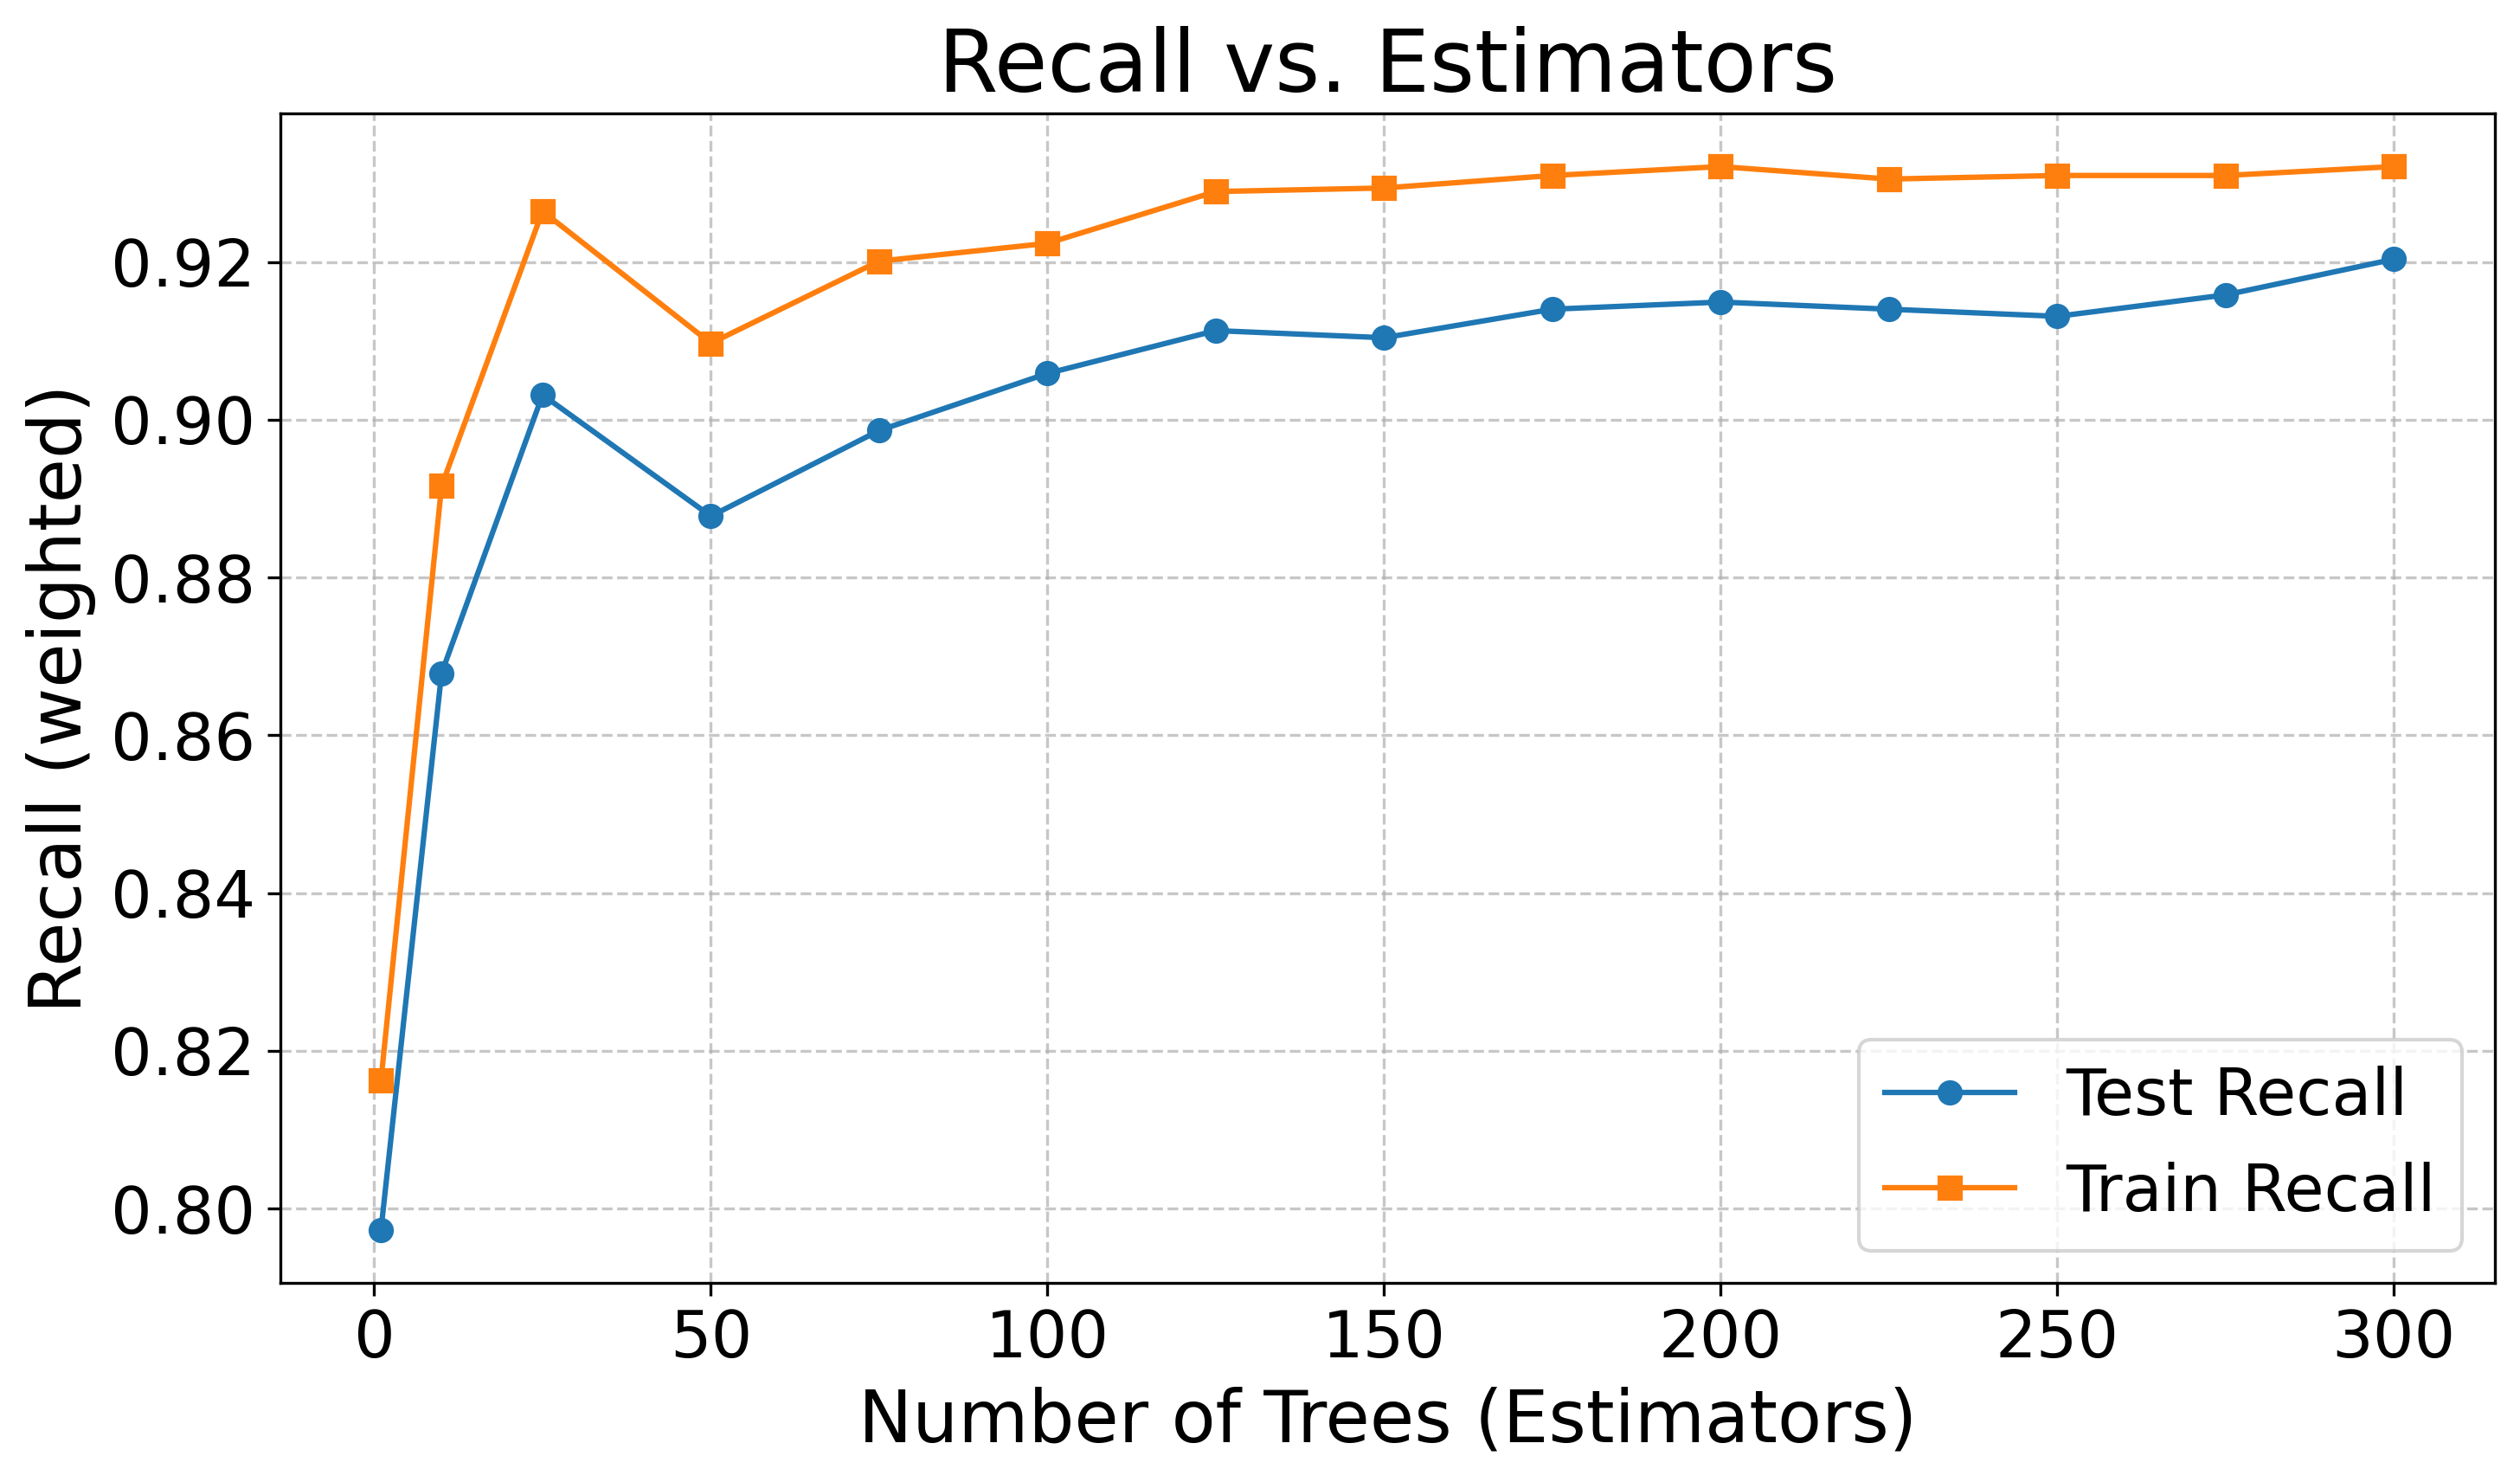 Recall vs. Estimators
Recall (weighted)
0.92
0.90
0.88
0.86
0.84
0.82
0.80
0 50 100 150 200 250 300
Number of Trees (Estimators)
Test Recall
Train Recall